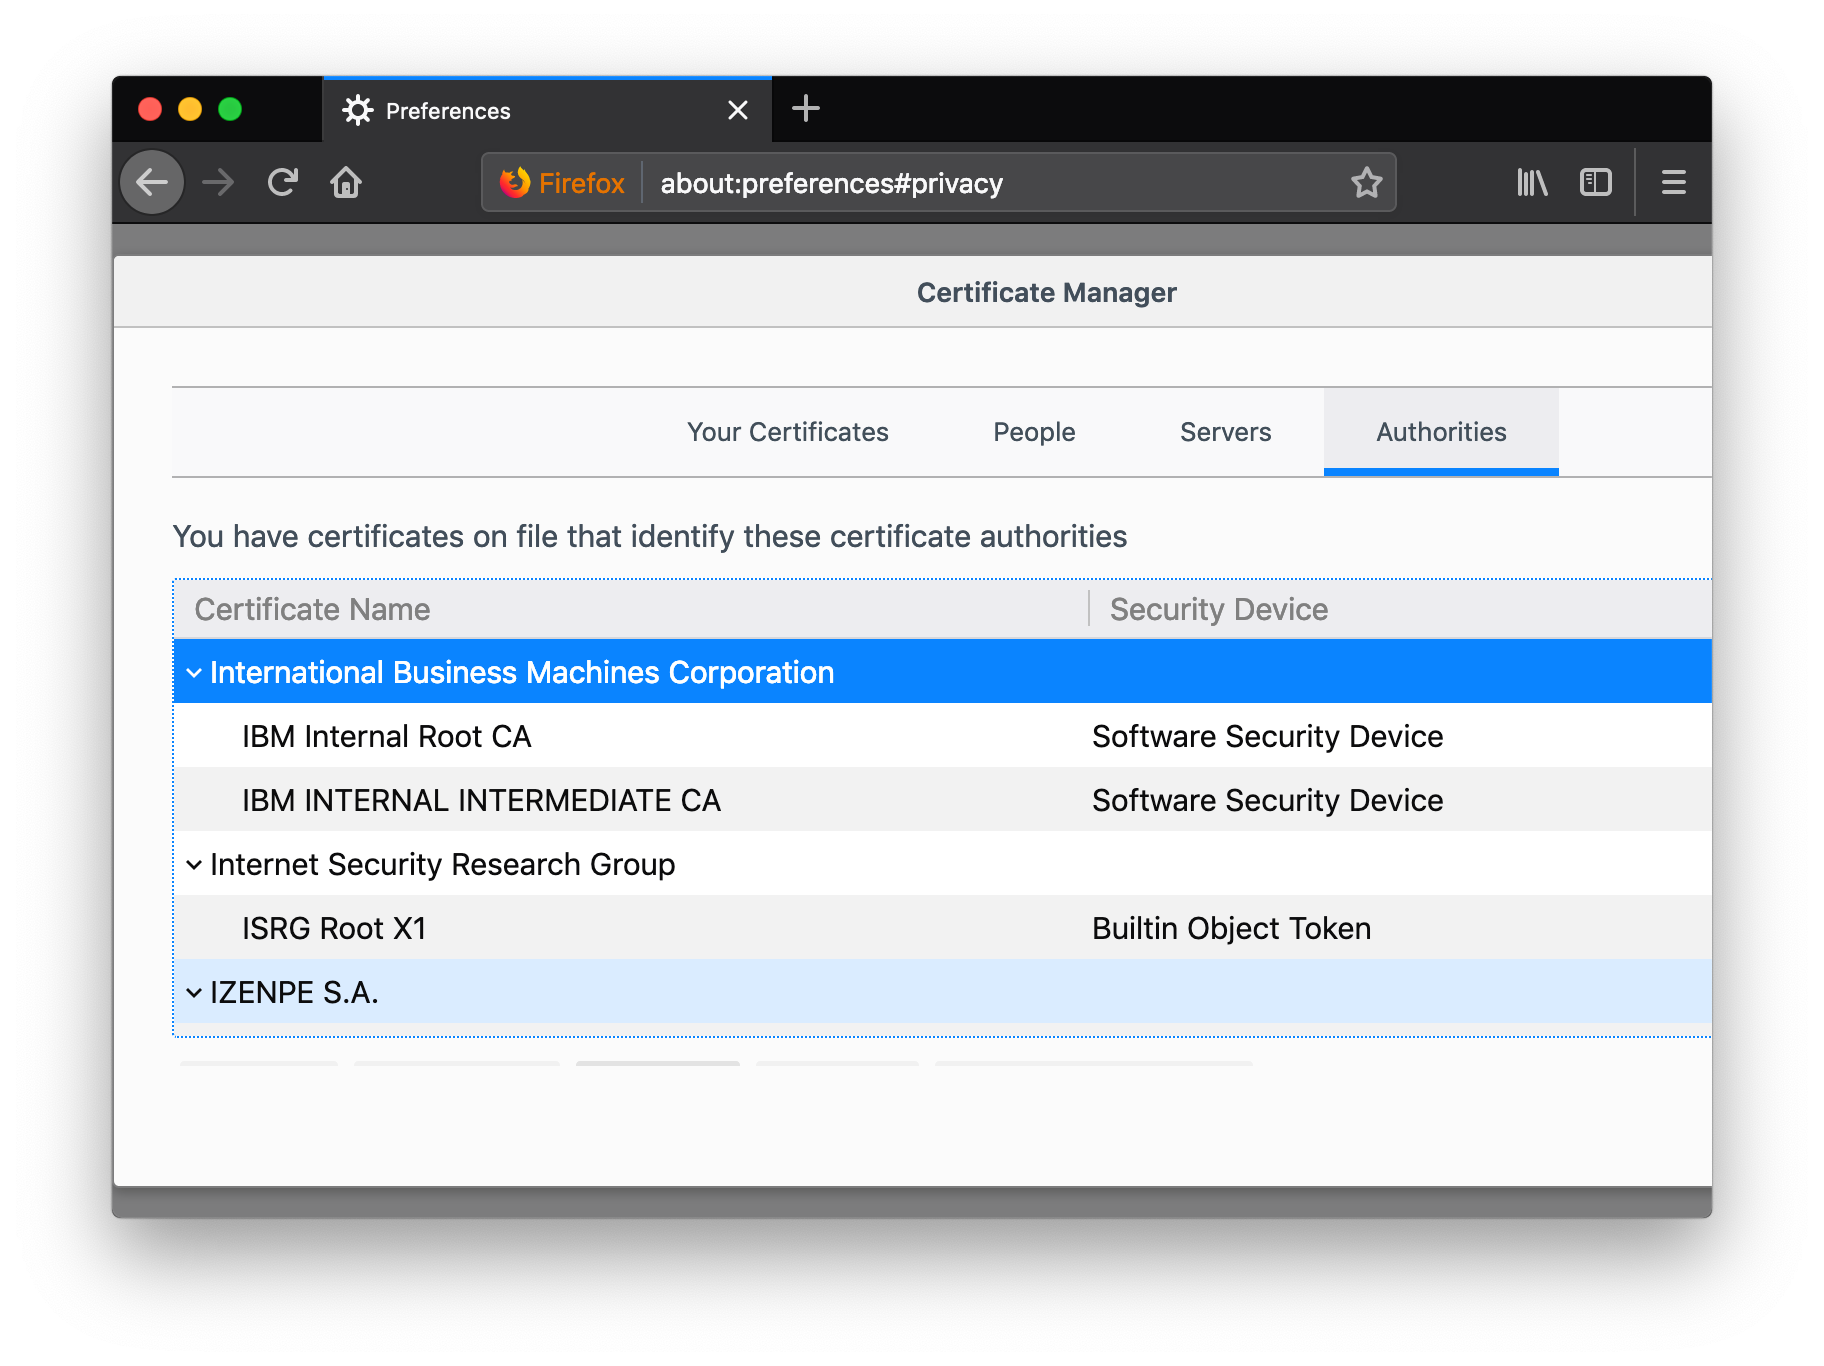 Preferences
Firefox about:preferences#privacy
Certificate Manager
Your Certificates People Servers Authorities
You have certificates on file that identify these certificate authorities
Certificate Name Security Device
International Business Machines Corporation
IBM Internal Root CA Software Security Device
IBM INTERNAL INTERMEDIATE CA Software Security Device
Internet Security Research Group
ISRG Root X1 Builtin Object Token
IZENPE S.A.